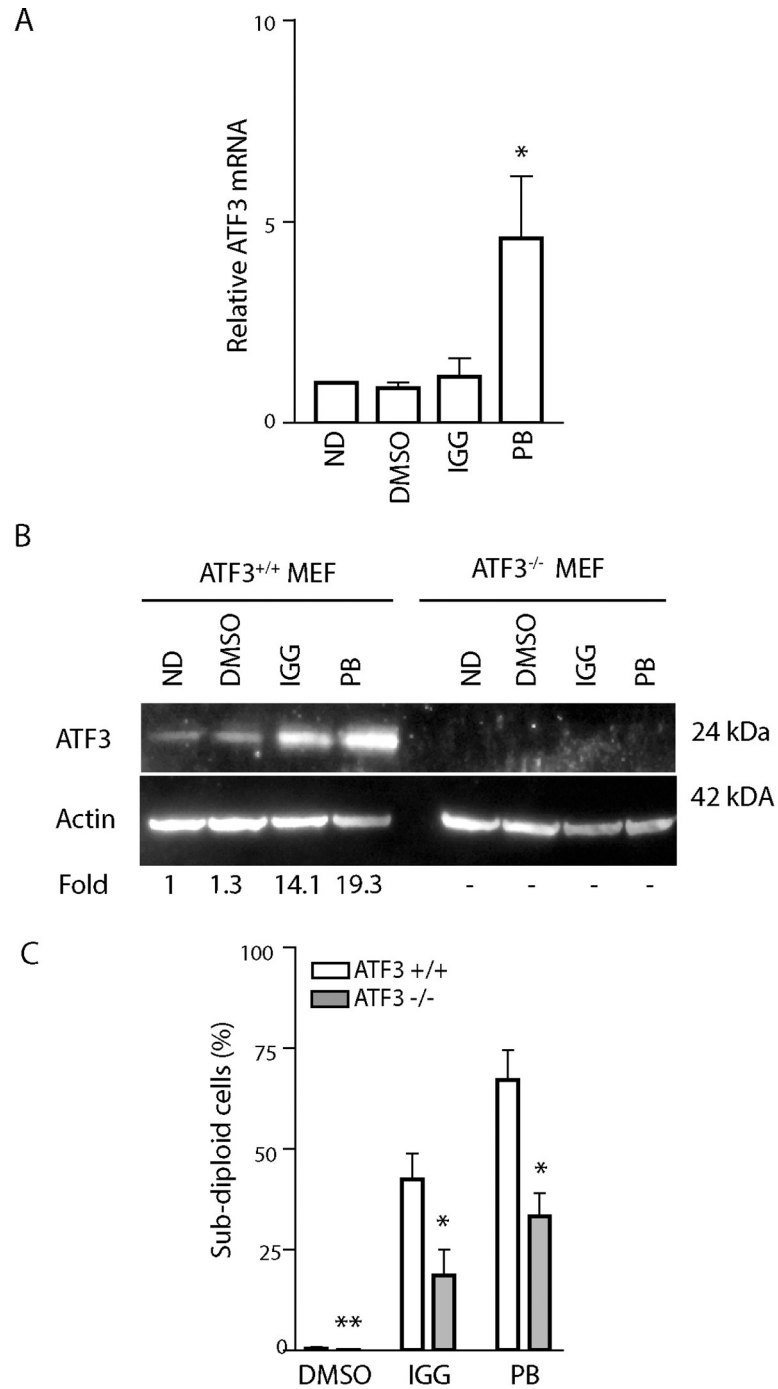 A
10
Relative ATF3 mRNA
5
0
*
ND
DMSO
IGG
PB
B
ATF3+/+ MEF
ATF3-/- MEF
ND
DMSO
IGG
PB
ND
DMSO
IGG
PB
ATF3
24 kDa
42 kDA
Actin
Fold 1 1.3 14.1 19.3 - - - -
C
100
ATF3 +/+
ATF3 -/-
75
Sub-diploid cells (%)
50
25
0
**
*
*
DMSO IGG PB